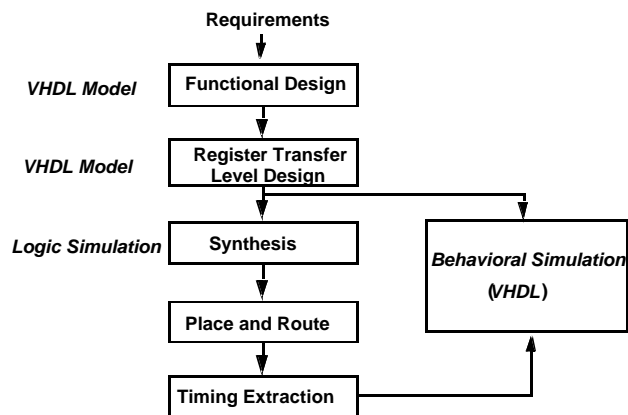 Requirements
VHDL Model
Functional Design
VHDL Model
Register Transfer
Level Design
Logic Simulation
Synthesis
Behavioral Simulation
(VHDL)
Place and Route
Timing Extraction